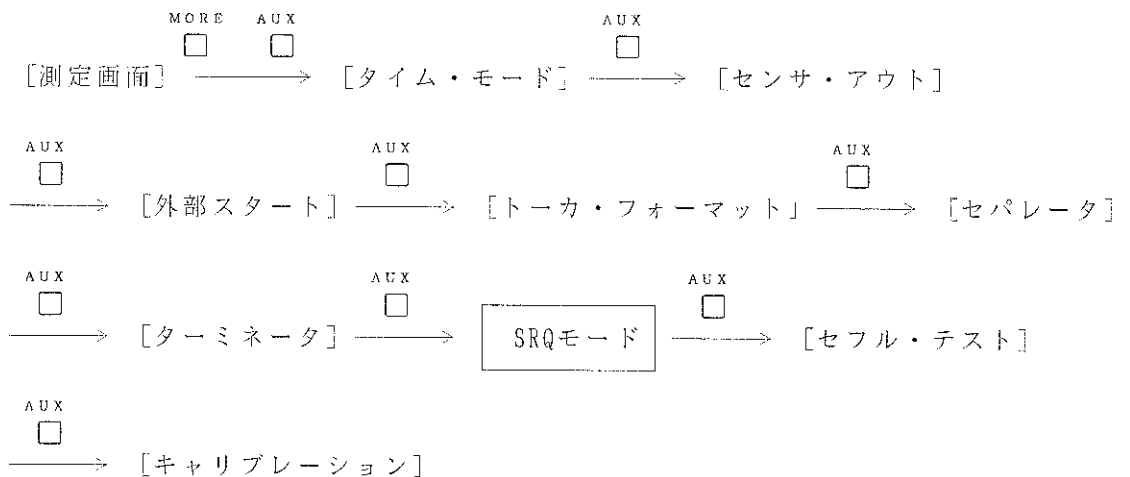 MORE AUX AUX
[測定画面] → [タイム・モード] → [センサ・アウト]
AUX AUX AUX
→ [外部スタート] → [トーカ・フォーマット」 → [セパレータ]
AUX AUX AUX
→ [ターミネータ] → SRQモード → [セフル・テスト]
AUX
→ [キャリブレーション]